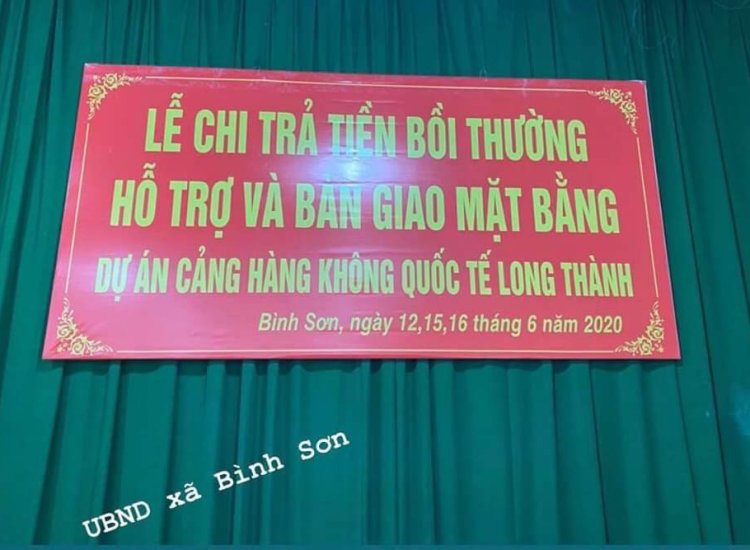 LỄ CHI TRẢ TIỀN BỒI THƯỜNG
HỖ TRỢ VÀ BÀN GIAO MẶT BẰNG
DỰ ÁN CẢNG HÀNG KHÔNG QUỐC TẾ LONG THÀNH
Bình Sơn, ngày 12,15,16 tháng 6 năm 2020
UBND xã Bình Sơn